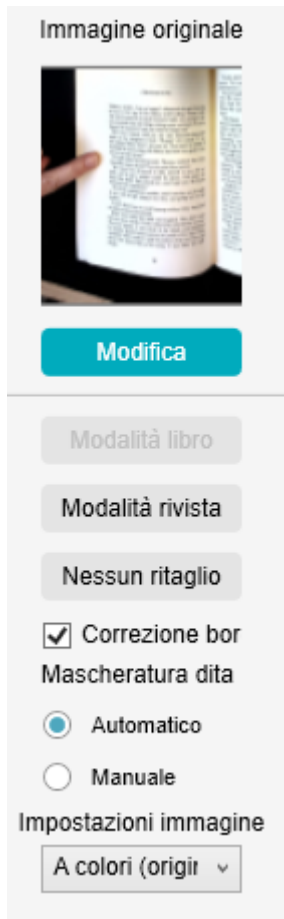 Immagine originale
Modifica
Modalità libro
Modalità rivista
Nessun ritaglio
Correzione bor
Mascheratura dita
Automatico
Manuale
Impostazioni immagine
A colori (origir